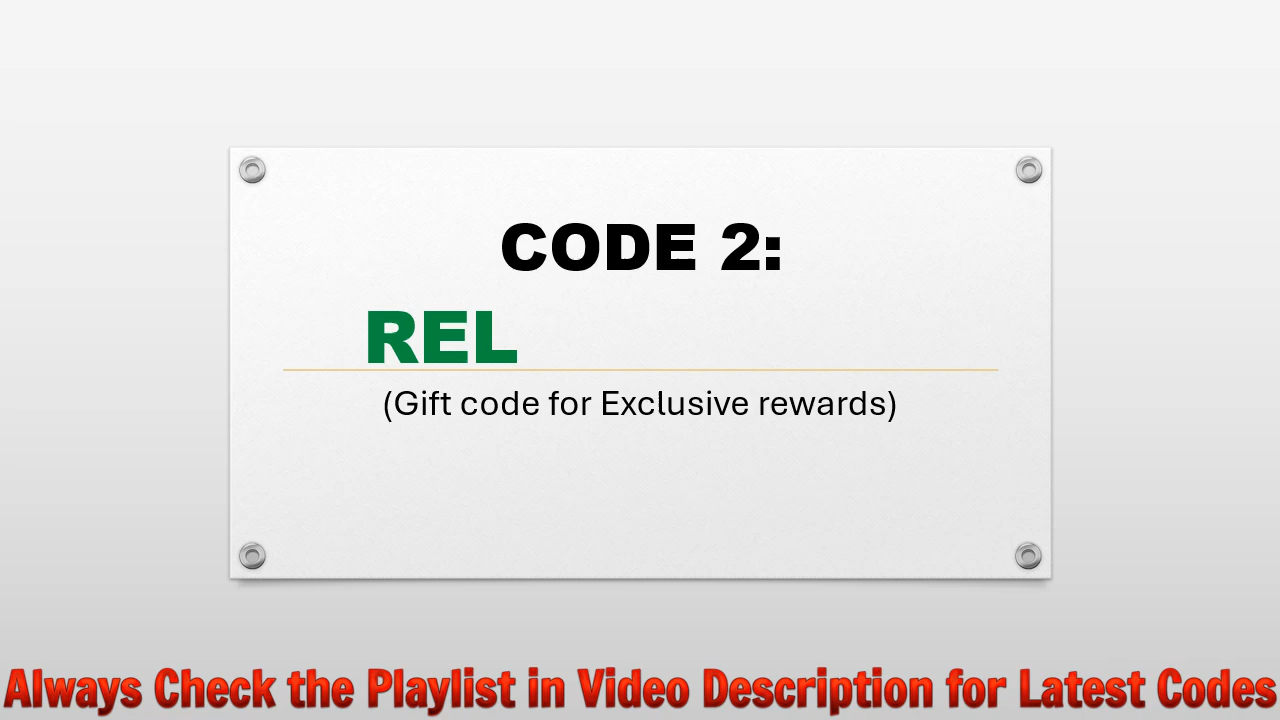 CODE 2:
REL
(Gift code for Exclusive rewards)
Always Check the Playlist in Video Description for Latest Codes